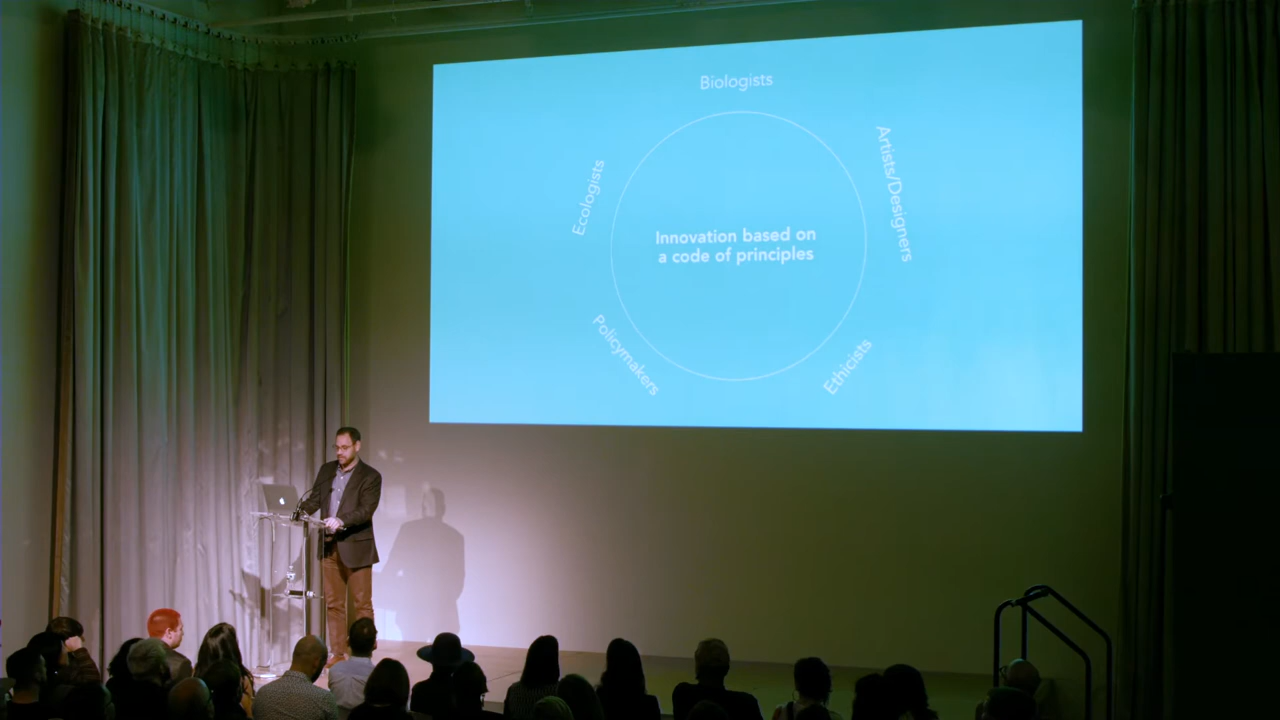 Biologists
Artists/Designers
Ecologists
Innovation based on
a code of principles
Policymakers
Ethicists